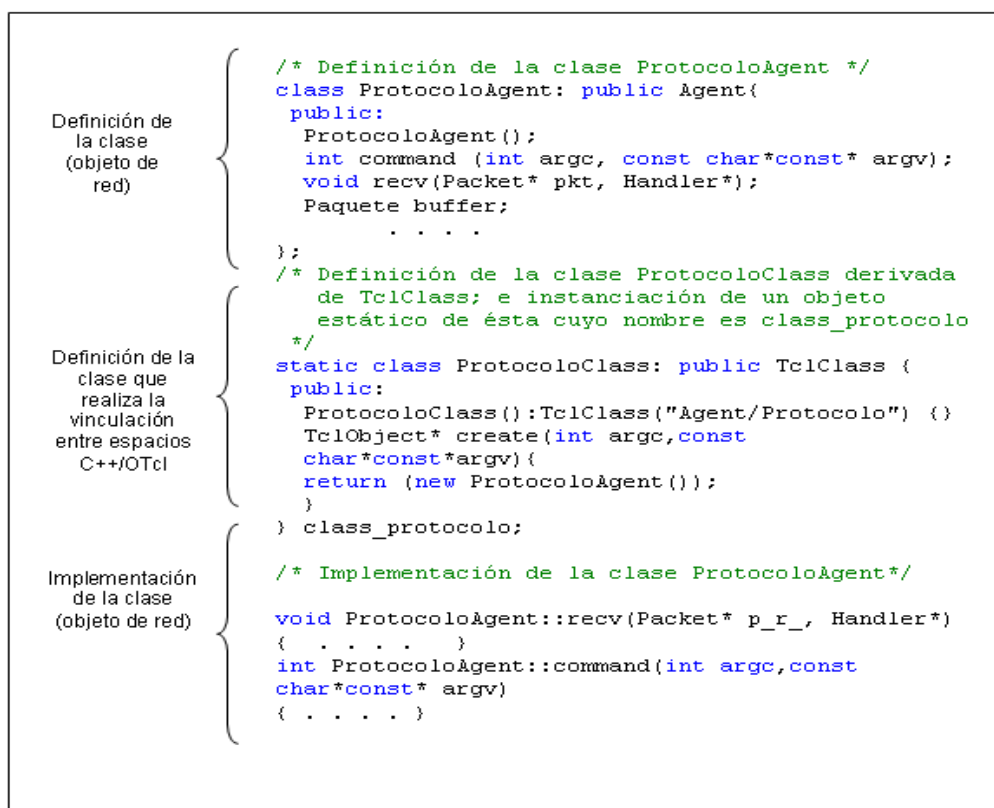 Definición de
la clase
(objeto de
red)
/* Definición de la clase ProtocoloAgent */
class ProtocoloAgent: public Agent{
public:
ProtocoloAgent();
int command (int argc, const char*const* argv);
void recv(Packet* pkt, Handler*);
Paquete buffer;
. . . .
};
Definición de la
clase que
realiza la
vinculación
entre espacios
C++/OTcl
/* Definición de la clase ProtocoloClass derivada
de TclClass; e instanciación de un objeto
estático de ésta cuyo nombre es class_protocolo
*/
static class ProtocoloClass: public TclClass {
public:
ProtocoloClass():TclClass("Agent/Protocolo") {}
TclObject* create(int argc,const
char*const*argv){
return (new ProtocoloAgent());
}
} class_protocolo;
Implementación
de la clase
(objeto de red)
/* Implementación de la clase ProtocoloAgent*/
void ProtocoloAgent::recv(Packet* p_r_, Handler*)
{ . . . . }
int ProtocoloAgent::command(int argc,const
char*const* argv)
{ . . . . }